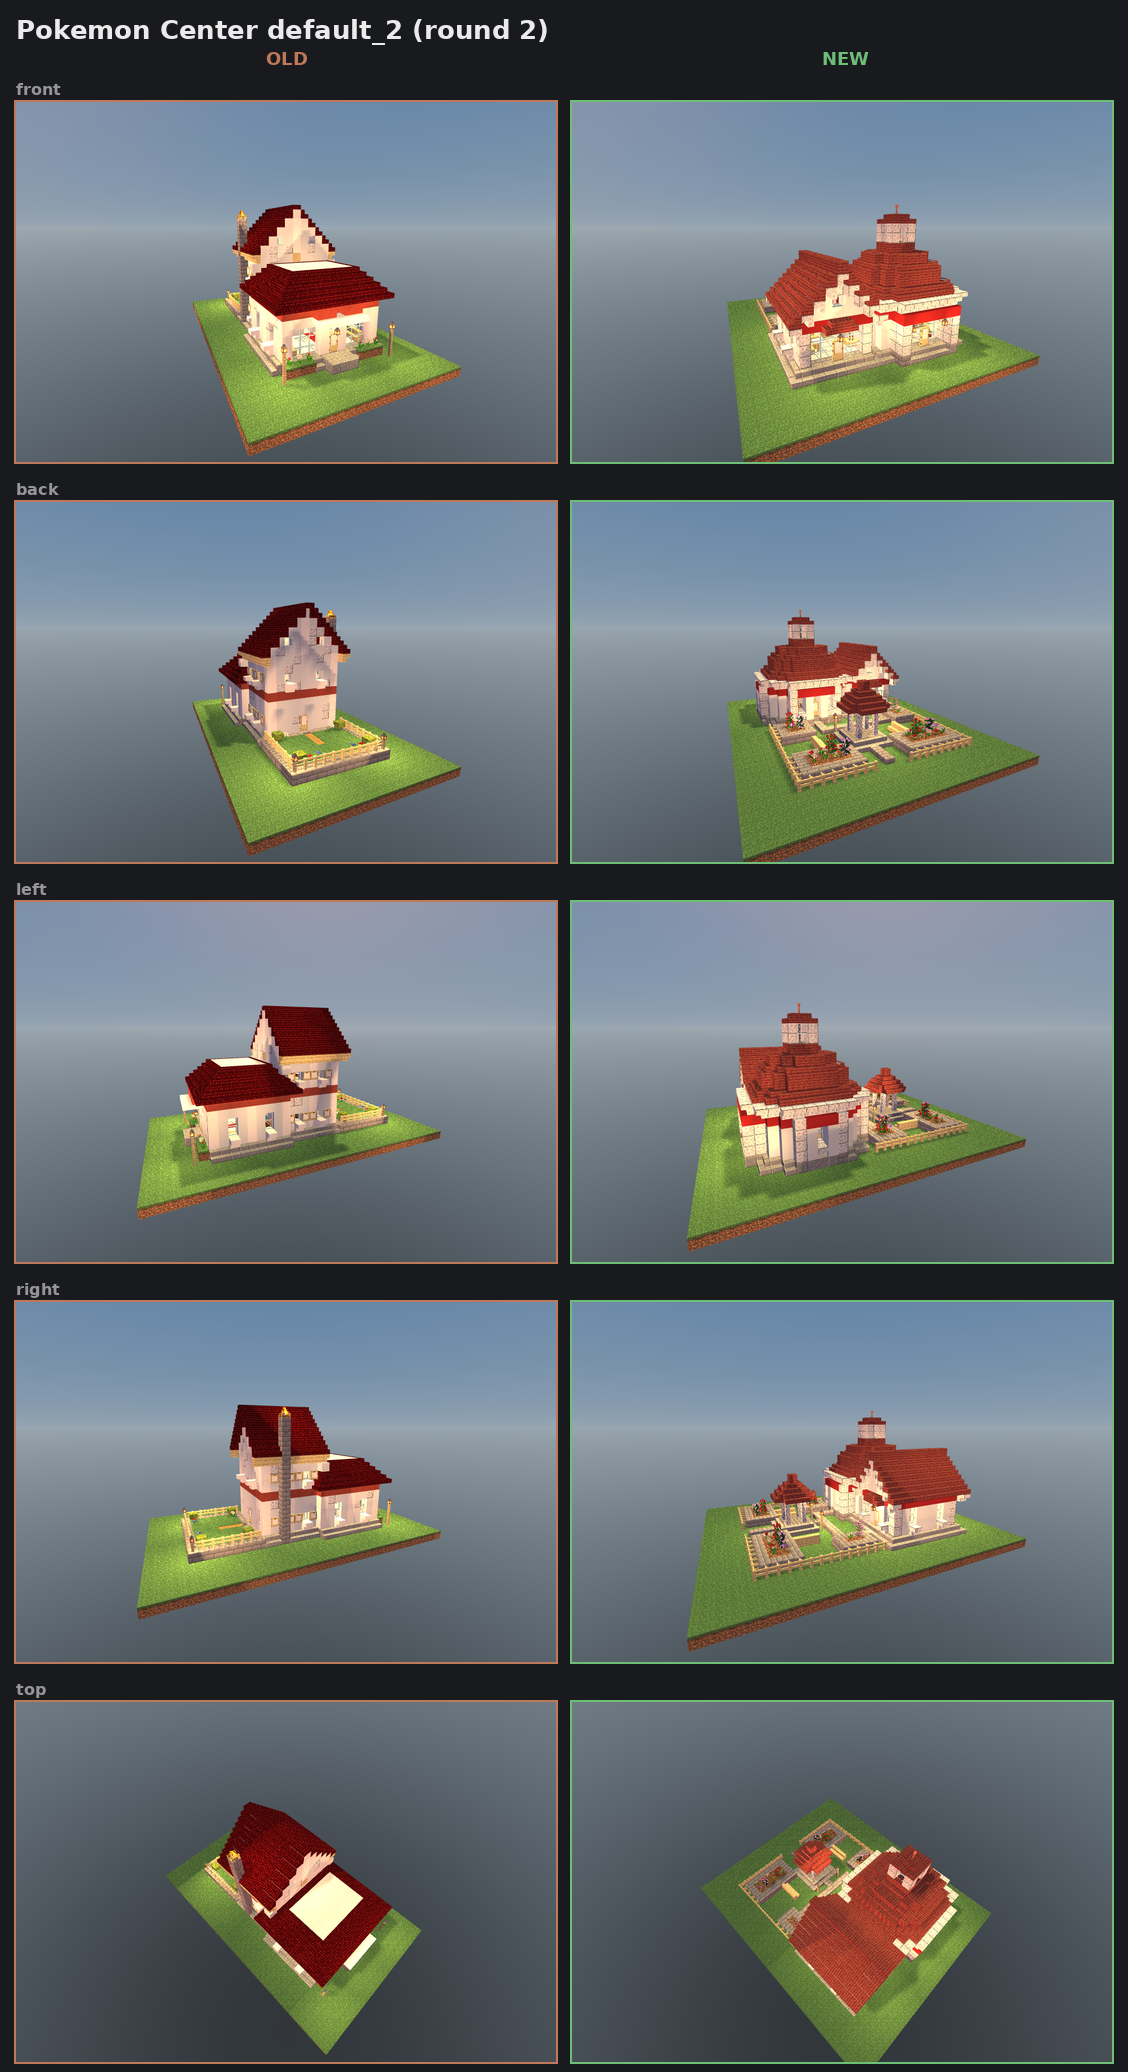 Pokemon Center default_2 (round 2)
OLD NEW
front
back
left
right
top